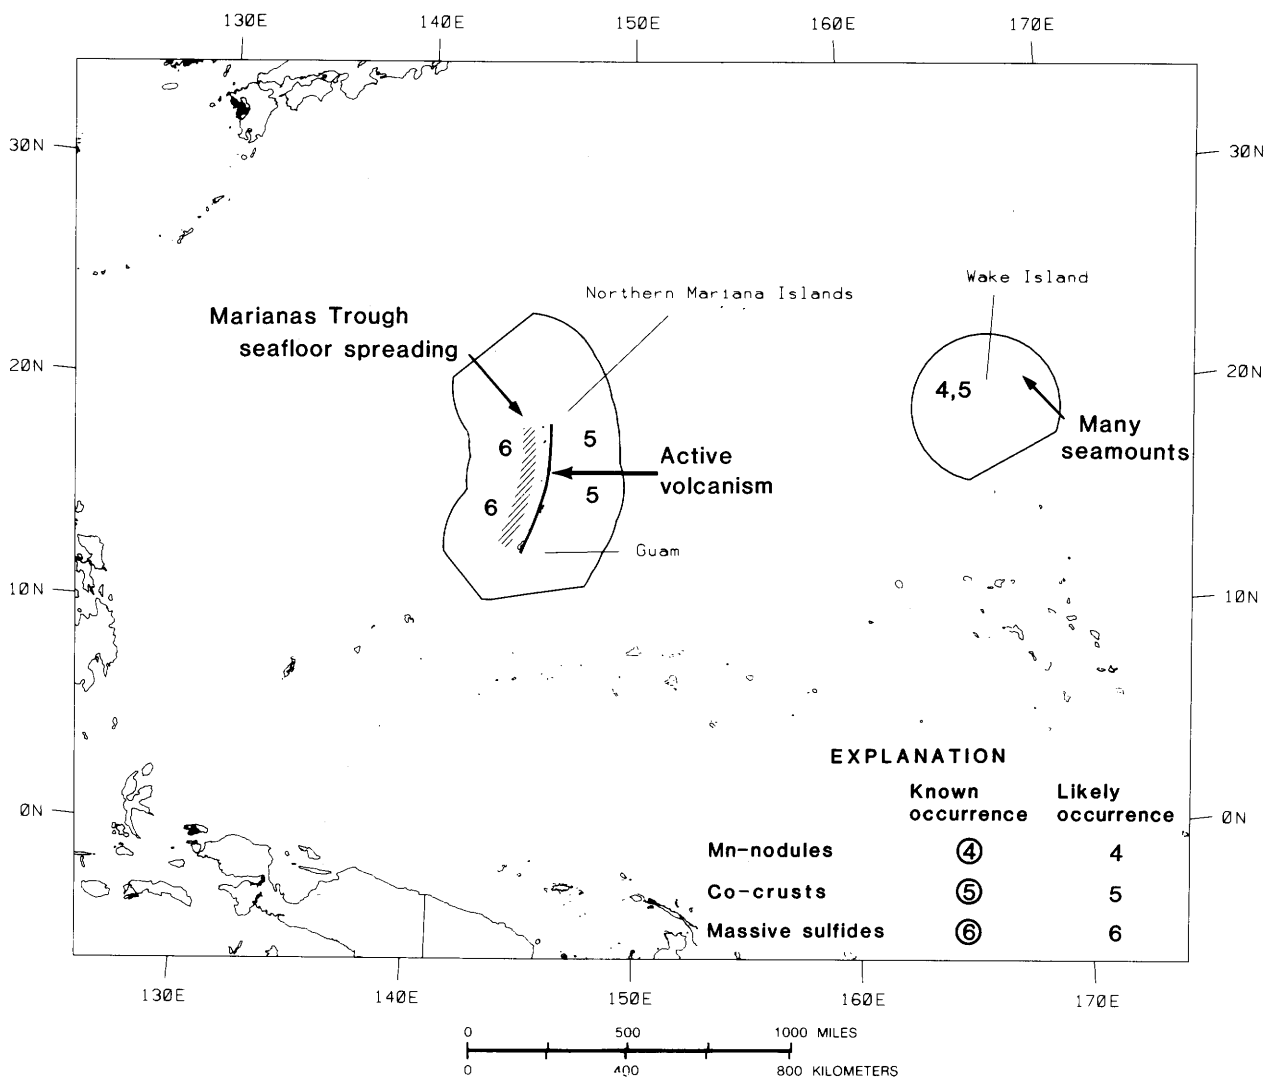 130E 140E 150E 160E 170E
30N 30N
Wake Island
Northern Mariana Islands
Marianas Trough
seafloor spreading
20N 20N
4,5
6 5
Many
seamounts
Active
volcanism
6 5
Guam
10N 10N
EXPLANATION
Known occurrence Likely occurrence
0N 0N
Mn-nodules ④ 4
Co-crusts ⑤ 5
Massive sulfides ⑥ 6
130E 140E 150E 160E 170E
0 500 1000 MILES
0 400 800 KILOMETERS